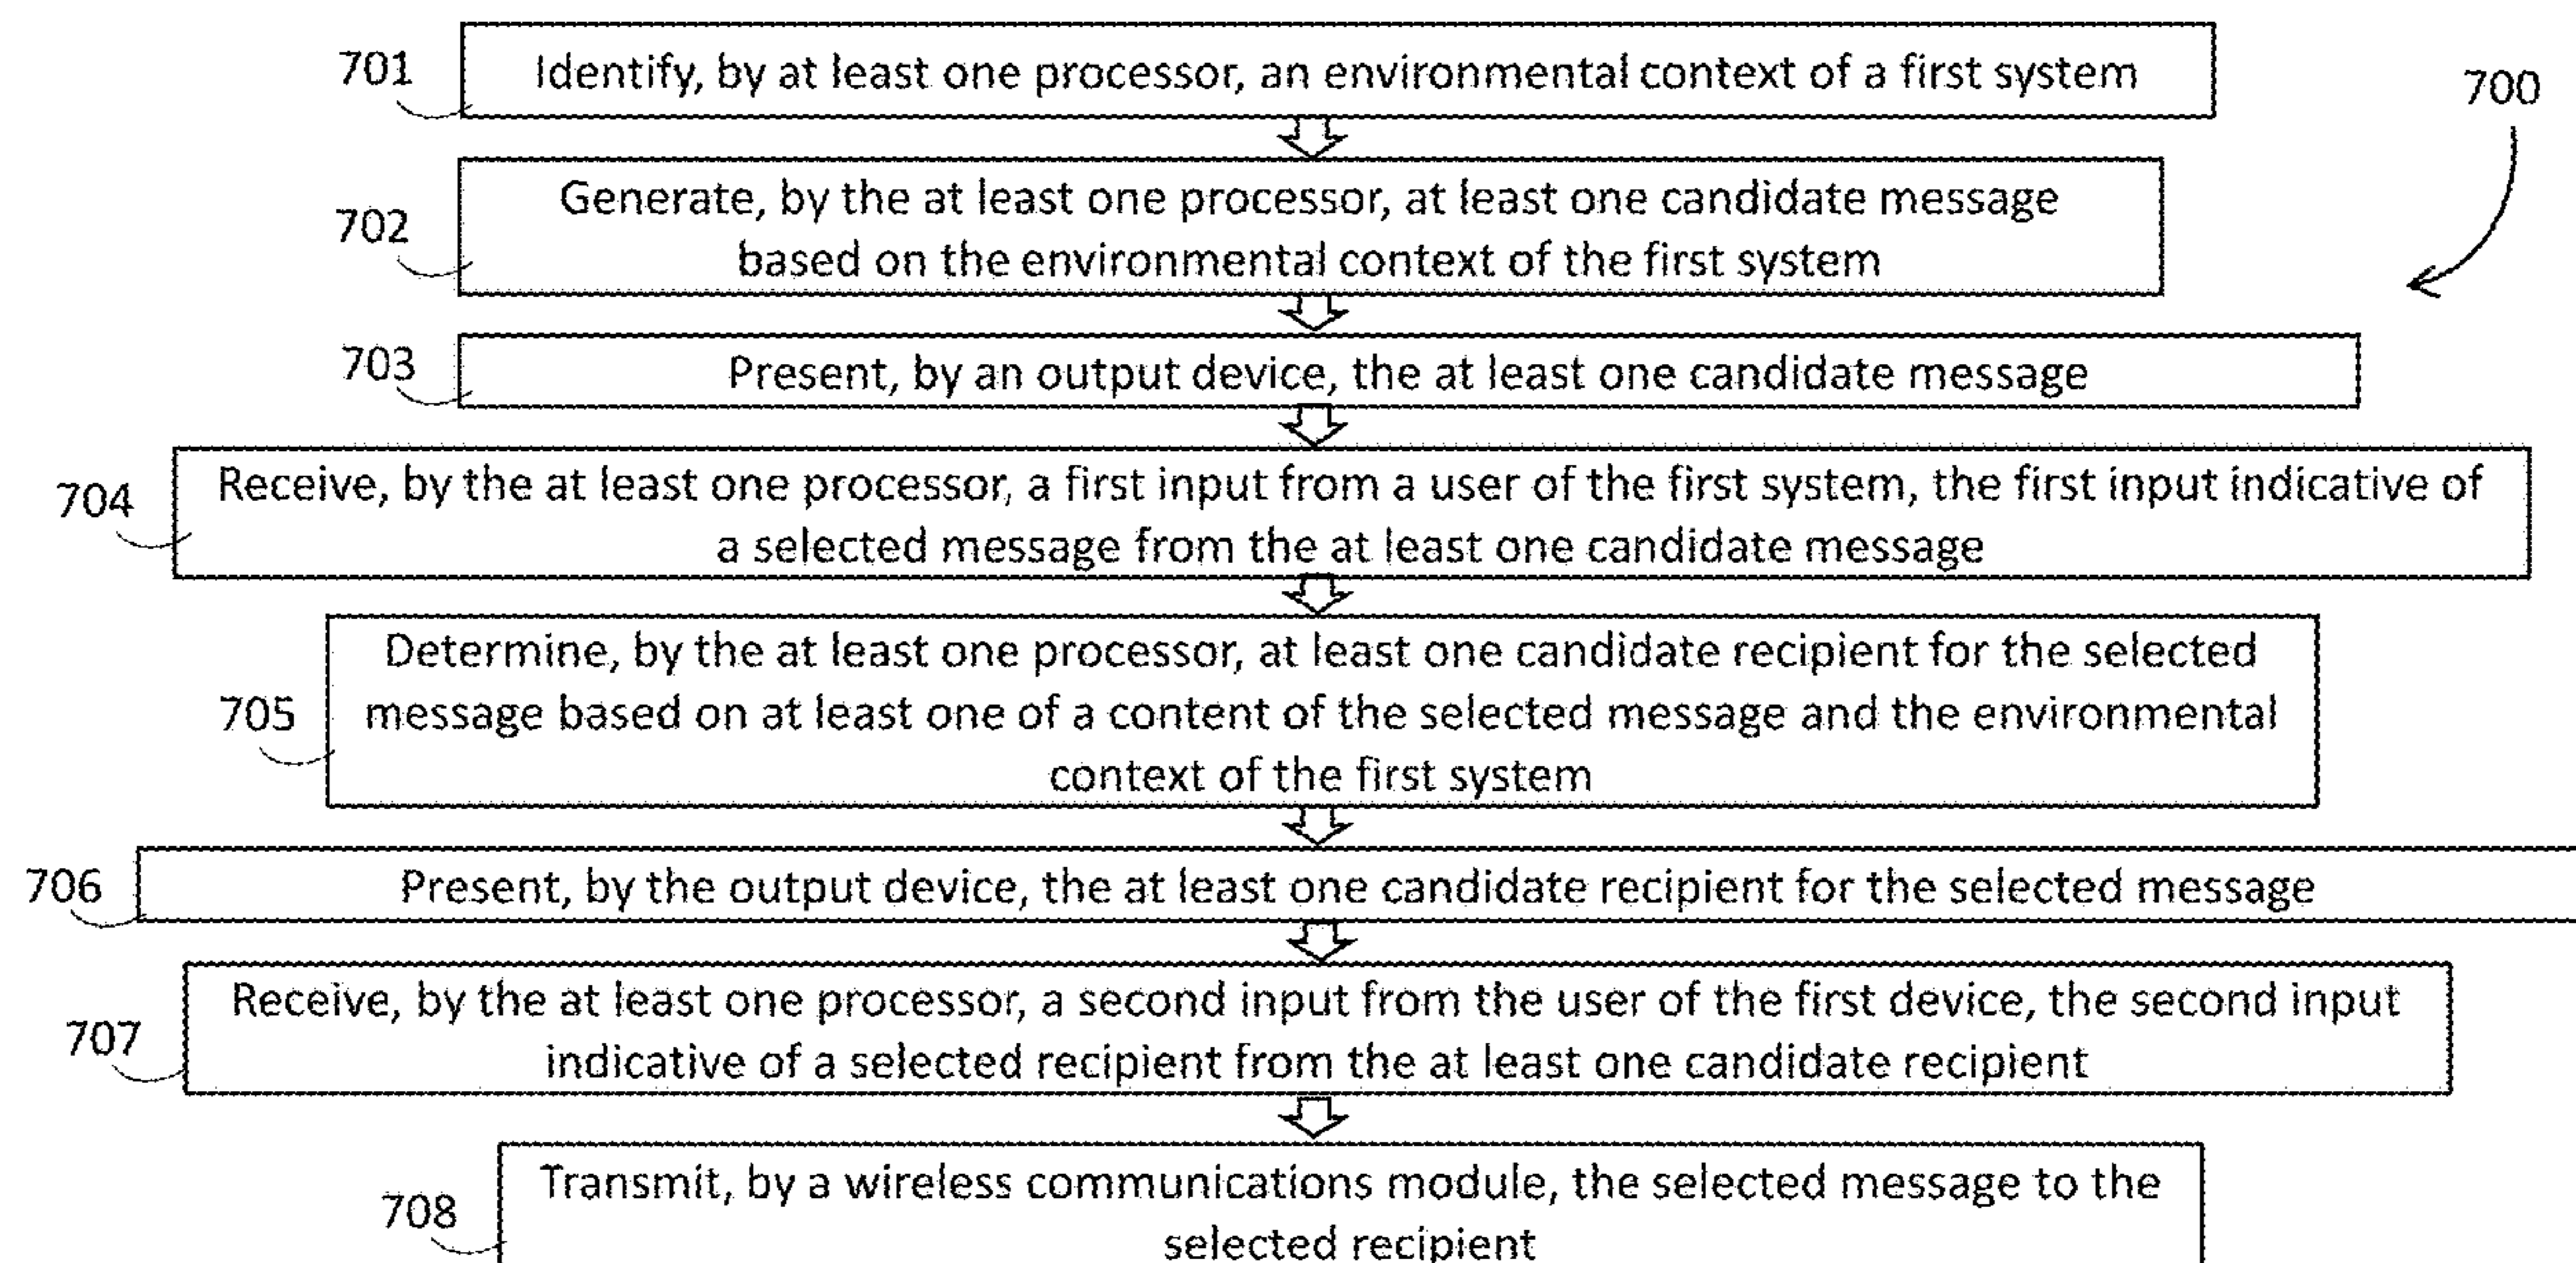 701
Identify, by at least one processor, an environmental context of a first system
700
702
Generate, by the at least one processor, at least one candidate message
based on the environmental context of the first system
703
Present, by an output device, the at least one candidate message
704
Receive, by the at least one processor, a first input from a user of the first system, the first input indicative of
a selected message from the at least one candidate message
705
Determine, by the at least one processor, at least one candidate recipient for the selected
message based on at least one of a content of the selected message and the environmental
context of the first system
706
Present, by the output device, the at least one candidate recipient for the selected message
707
Receive, by the at least one processor, a second input from the user of the first device, the second input
indicative of a selected recipient from the at least one candidate recipient
708
Transmit, by a wireless communications module, the selected message to the
selected recipient